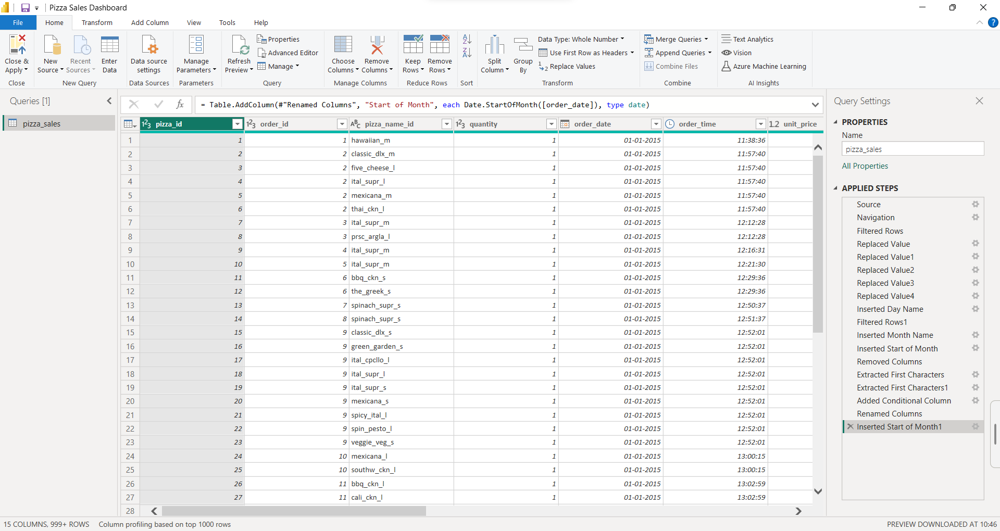 Pizza Sales Dashboard
File Home Transform Add Column View Tools Help
Close & Apply
Close
New Source
Recent Sources
Enter Data
New Query
Data source settings
Data Sources
Manage Parameters
Parameters
Refresh Preview
Properties
Advanced Editor
Manage
Query
Choose Columns
Remove Columns
Manage Columns
Keep Rows
Remove Rows
Reduce Rows
Sort
Split Column
Group By
Data Type: Whole Number
Use First Row as Headers
Replace Values
Transform
Merge Queries
Append Queries
Combine Files
Combine
Text Analytics
Vision
Azure Machine Learning
AI Insights
Queries [1]
pizza_sales
fx = Table.AddColumn(#"Renamed Columns", "Start of Month", each Date.StartOfMonth([order_date]), type date)
pizza_id order_id pizza_name_id quantity order_date order_time 1.2 unit_price
1 1 1 hawaiian_m 1 01-01-2015 11:38:36
2 2 2 classic_dlx_m 1 01-01-2015 11:57:40
3 3 2 five_cheese_l 1 01-01-2015 11:57:40
4 4 2 ital_supr_l 1 01-01-2015 11:57:40
5 5 2 mexicana_m 1 01-01-2015 11:57:40
6 6 2 thai_ckn_l 1 01-01-2015 11:57:40
7 7 3 ital_supr_m 1 01-01-2015 12:12:28
8 8 3 prsc_argla_l 1 01-01-2015 12:12:28
9 9 4 ital_supr_m 1 01-01-2015 12:16:31
10 10 5 ital_supr_m 1 01-01-2015 12:21:30
11 11 6 bbq_ckn_s 1 01-01-2015 12:29:36
12 12 6 the_greek_s 1 01-01-2015 12:29:36
13 13 7 spinach_supr_s 1 01-01-2015 12:50:37
14 14 8 spinach_supr_s 1 01-01-2015 12:51:37
15 15 9 classic_dlx_s 1 01-01-2015 12:52:01
16 16 9 green_garden_s 1 01-01-2015 12:52:01
17 17 9 ital_cpcllo_l 1 01-01-2015 12:52:01
18 18 9 ital_supr_l 1 01-01-2015 12:52:01
19 19 9 ital_supr_s 1 01-01-2015 12:52:01
20 20 9 mexicana_s 1 01-01-2015 12:52:01
21 21 9 spicy_ital_l 1 01-01-2015 12:52:01
22 22 9 spin_pesto_l 1 01-01-2015 12:52:01
23 23 9 veggie_veg_s 1 01-01-2015 12:52:01
24 24 10 mexicana_l 1 01-01-2015 13:00:15
25 25 10 southw_ckn_l 1 01-01-2015 13:00:15
26 26 11 bbq_ckn_l 1 01-01-2015 13:02:59
27 27 11 cali_ckn_l 1 01-01-2015 13:02:59
28
Query Settings
PROPERTIES
Name
pizza_sales
All Properties
APPLIED STEPS
Source
Navigation
Filtered Rows
Replaced Value
Replaced Value1
Replaced Value2
Replaced Value3
Replaced Value4
Inserted Day Name
Filtered Rows1
Inserted Month Name
Inserted Start of Month
Removed Columns
Extracted First Characters
Extracted First Characters1
Added Conditional Column
Renamed Columns
Inserted Start of Month1
15 COLUMNS, 999+ ROWS Column profiling based on top 1000 rows PREVIEW DOWNLOADED AT 10:46